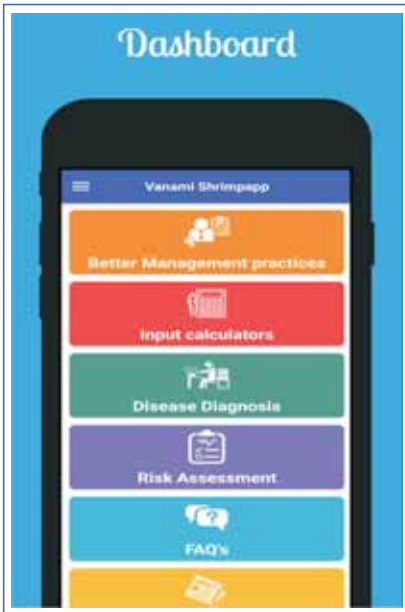 Dashboard
Vanami Shrimpapp
Better Management practices
Input calculators
Disease Diagnosis
Risk Assessment
FAQ's